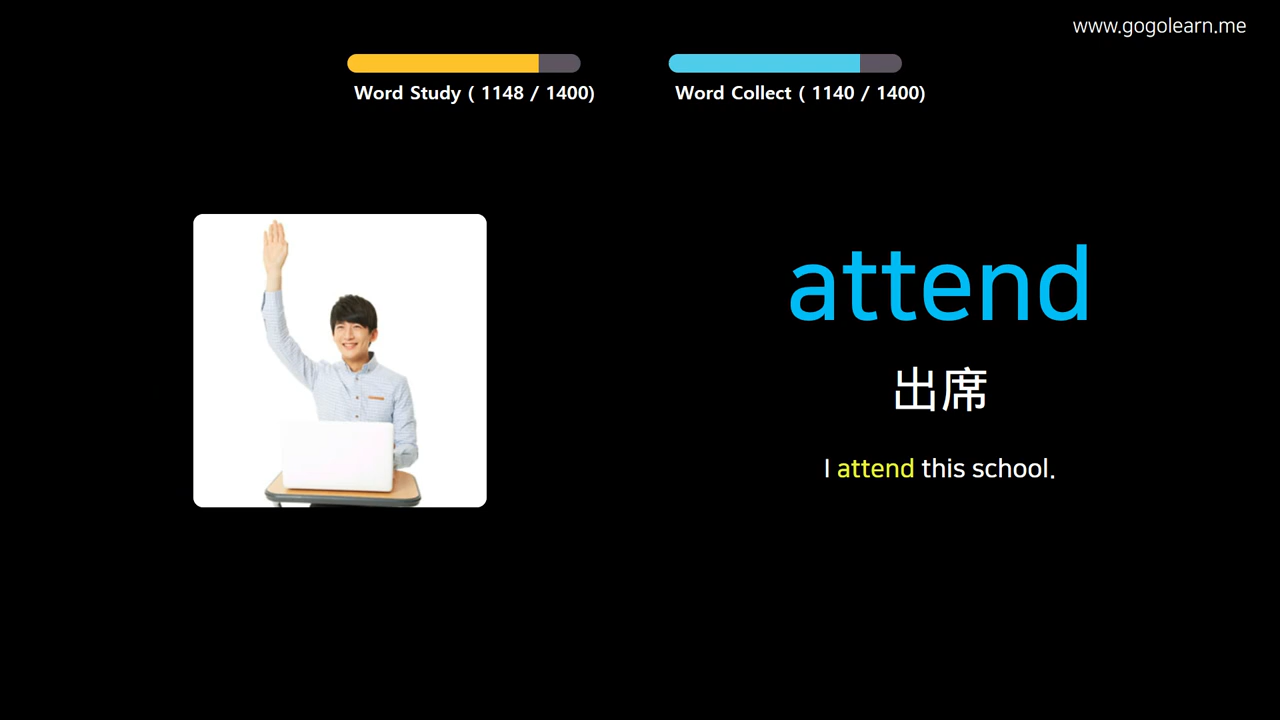 www.gogolearn.me
Word Study ( 1148 / 1400)
Word Collect ( 1140 / 1400)
attend
出席
I attend this school.